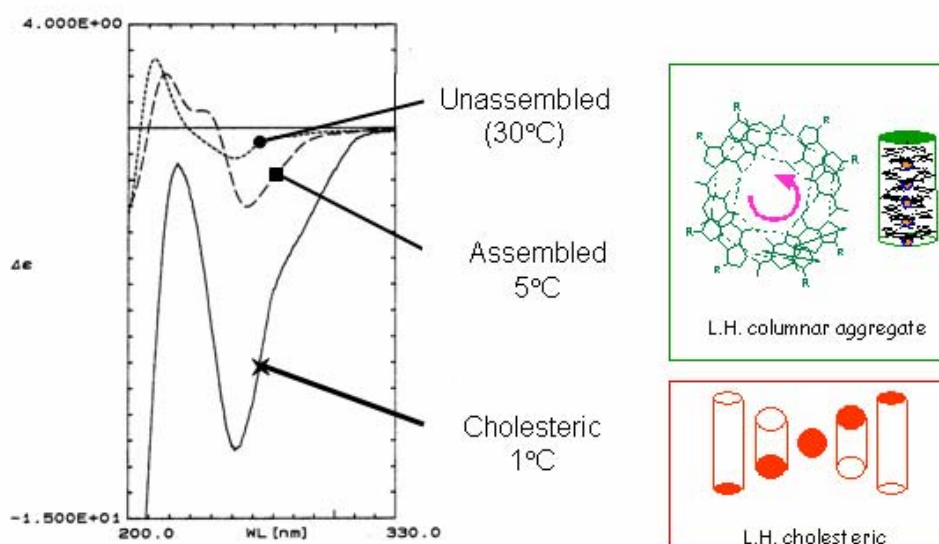 4.000E+00
Δε
-1.500E+01
200.0
WL [nm]
330.0
Unassembled
(30ºC)
Assembled
5ºC
Cholesteric
1ºC
R
R
R
R
R
R
R
R
L.H. columnar aggregate
L.H. cholesteric